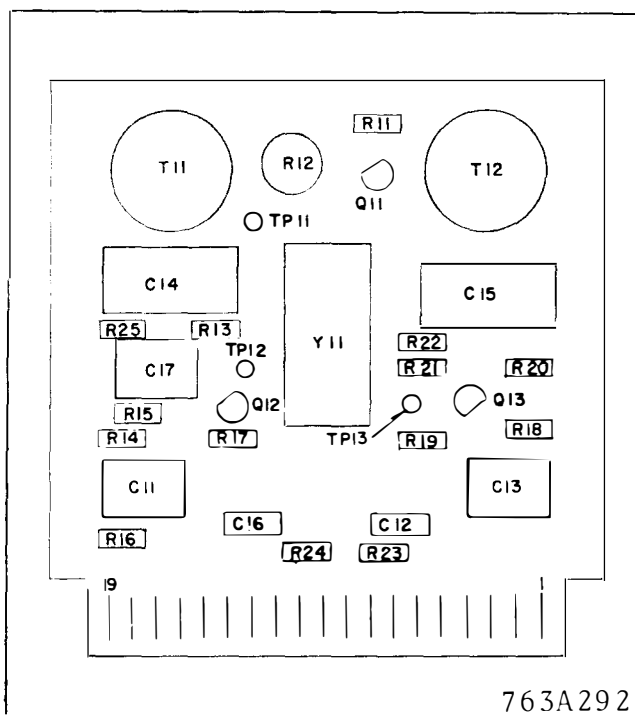 R11
T11
R12
T12
Q11
TP11
C14
C15
Y11
R25
R13
R22
TP12
C17
R21
R20
Q12
Q13
R15
R14
R17
TP13
R19
R18
C11
C13
C16
C12
R16
R24
R23
19
1
763A292